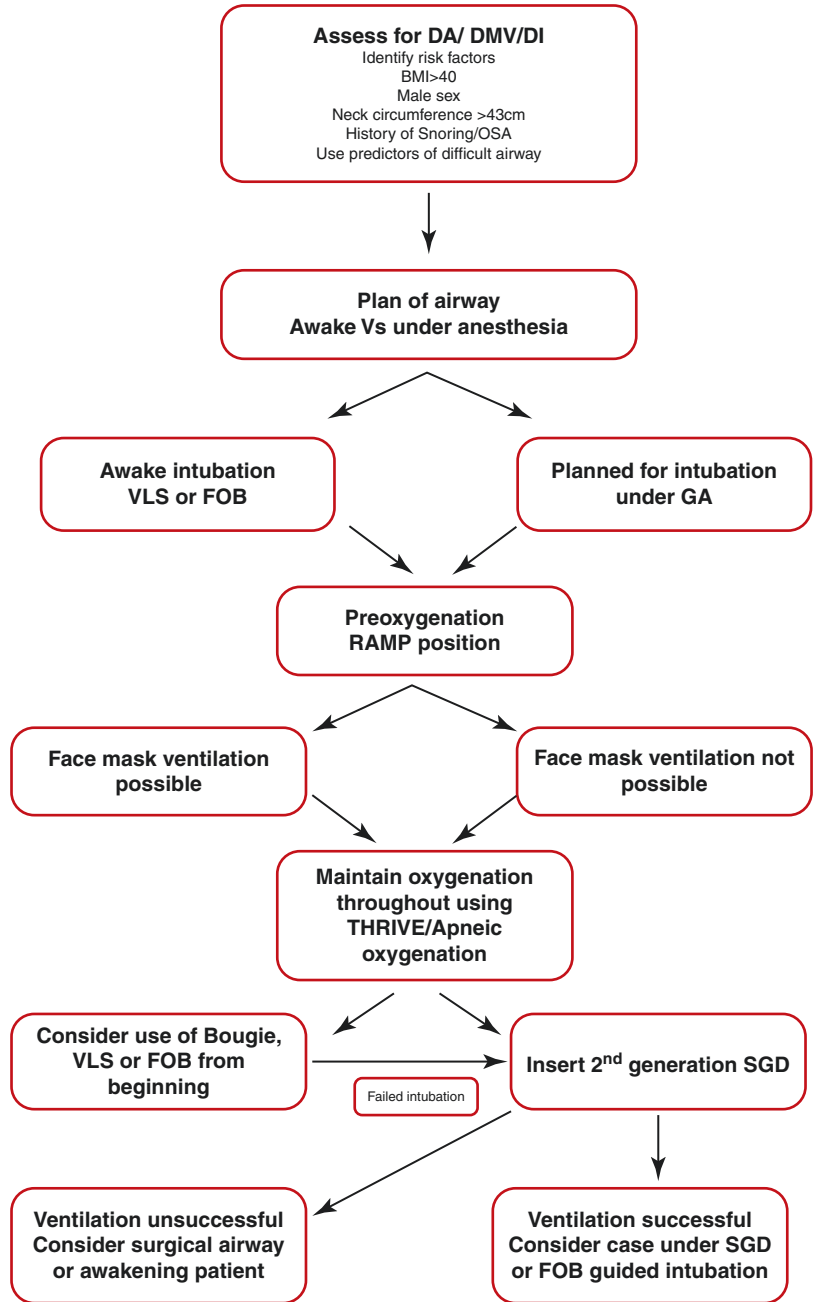 Assess for DA/ DMV/DI
Identify risk factors
BMI>40
Male sex
Neck circumference >43cm
History of Snoring/OSA
Use predictors of difficult airway
Plan of airway
Awake Vs under anesthesia
Awake intubation
VLS or FOB
Planned for intubation
under GA
Preoxygenation
RAMP position
Face mask ventilation
possible
Face mask ventilation not
possible
Maintain oxygenation
throughout using
THRIVE/Apneic
oxygenation
Consider use of Bougie,
VLS or FOB from
beginning
Failed intubation
Insert 2nd generation SGD
Ventilation unsuccessful
Consider surgical airway
or awakening patient
Ventilation successful
Consider case under SGD
or FOB guided intubation